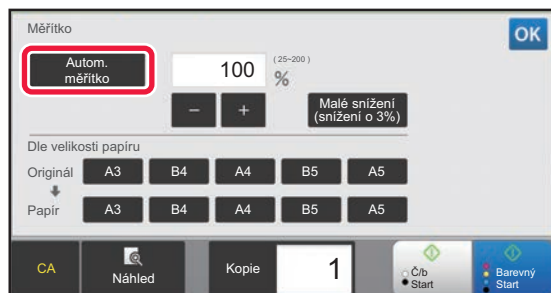 Měřítko
OK
Autom.
měřítko
100
(25~200)
%
−
+
Malé snížení
(snížení o 3%)
Dle velikosti papíru
Originál A3 B4 A4 B5 A5
Papír A3 B4 A4 B5 A5
CA
Náhled
Kopie
1
Č/b
Start
Barevný
Start